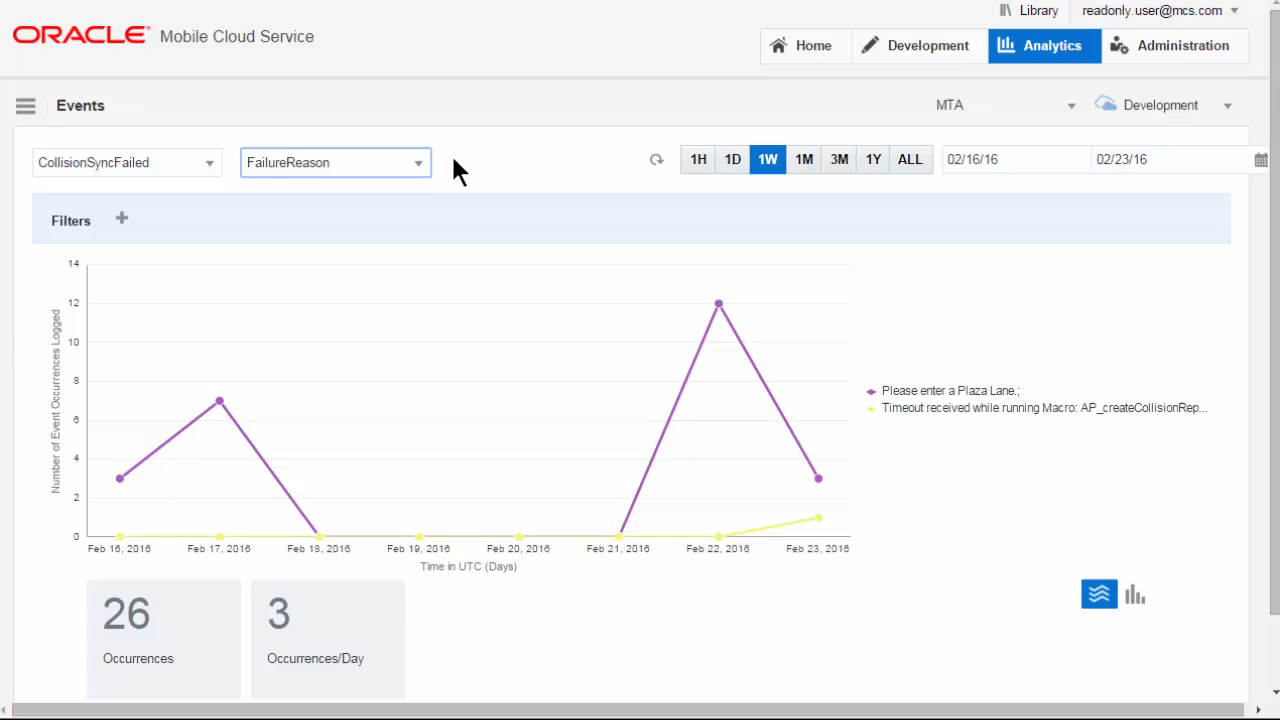 Library
readonly.user@mcs.com
ORACLE® Mobile Cloud Service
Home
Development
Analytics
Administration
Events
MTA
Development
CollisionSyncFailed
FailureReason
1H
1D
1W
1M
3M
1Y
ALL
02/16/16
02/23/16
Filters
14
12
10
8
6
4
2
0
Number of Event Occurrences Logged
Please enter a Plaza Lane.;
Timeout received while running Macro: AP_createCollisionRep...
Feb 16, 2016
Feb 17, 2016
Feb 18, 2016
Feb 19, 2016
Feb 20, 2016
Feb 21, 2016
Feb 22, 2016
Feb 23, 2016
Time in UTC (Days)
26
Occurrences
3
Occurrences/Day